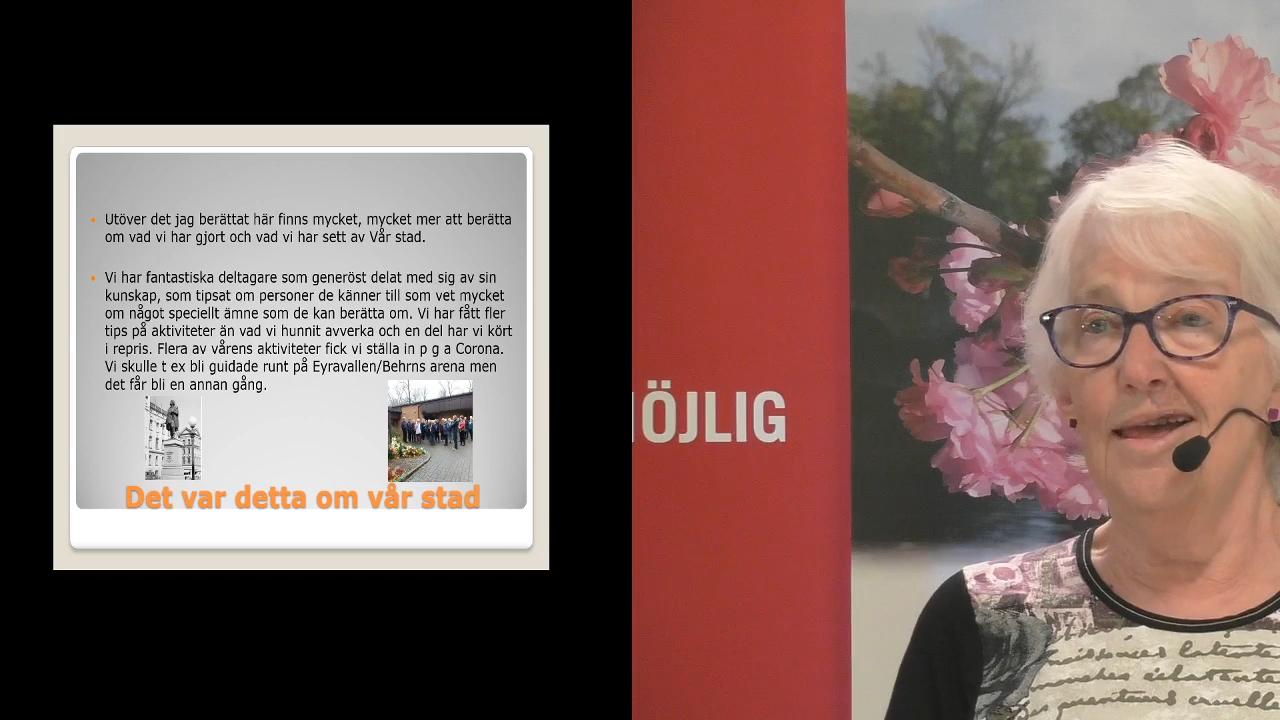 Utöver det jag berättat här finns mycket, mycket mer att berätta
om vad vi har gjort och vad vi har sett av Vår stad.
Vi har fantastiska deltagare som generöst delat med sig av sin
kunskap, som tipsat om personer de känner till som vet mycket
om något speciellt ämne som de kan berätta om. Vi har fått fler
tips på aktiviteter än vad vi hunnit avverka och en del har vi kört
i repris. Flera av vårens aktiviteter fick vi ställa in p g a Corona.
Vi skulle t ex bli guidade runt på Eyravallen/Behrns arena men
det får bli en annan gång.
Det var detta om vår stad
ÖJLIG